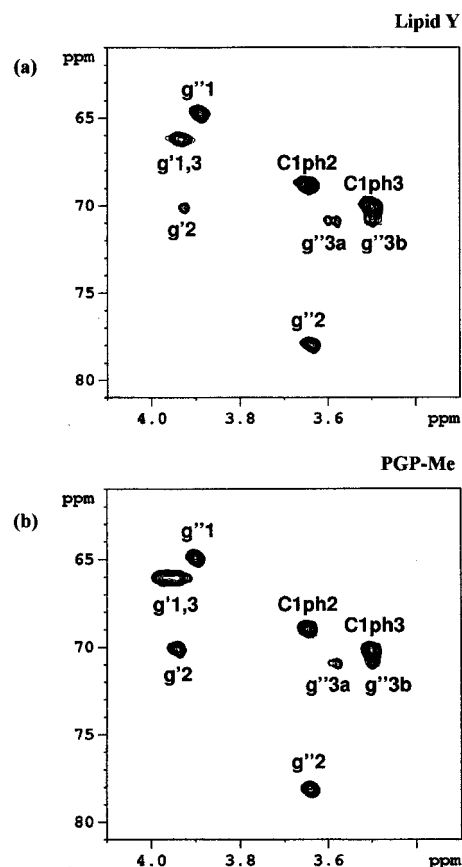 Lipid Y
(a)
ppm
g''1
65
g'1,3
C1ph2
C1ph3
70
g'2
g''3a
g''3b
75
g''2
80
4.0 3.8 3.6 ppm
PGP-Me
(b)
ppm
g''1
65
g'1,3
C1ph2
C1ph3
70
g'2
g''3a
g''3b
75
g''2
80
4.0 3.8 3.6 ppm